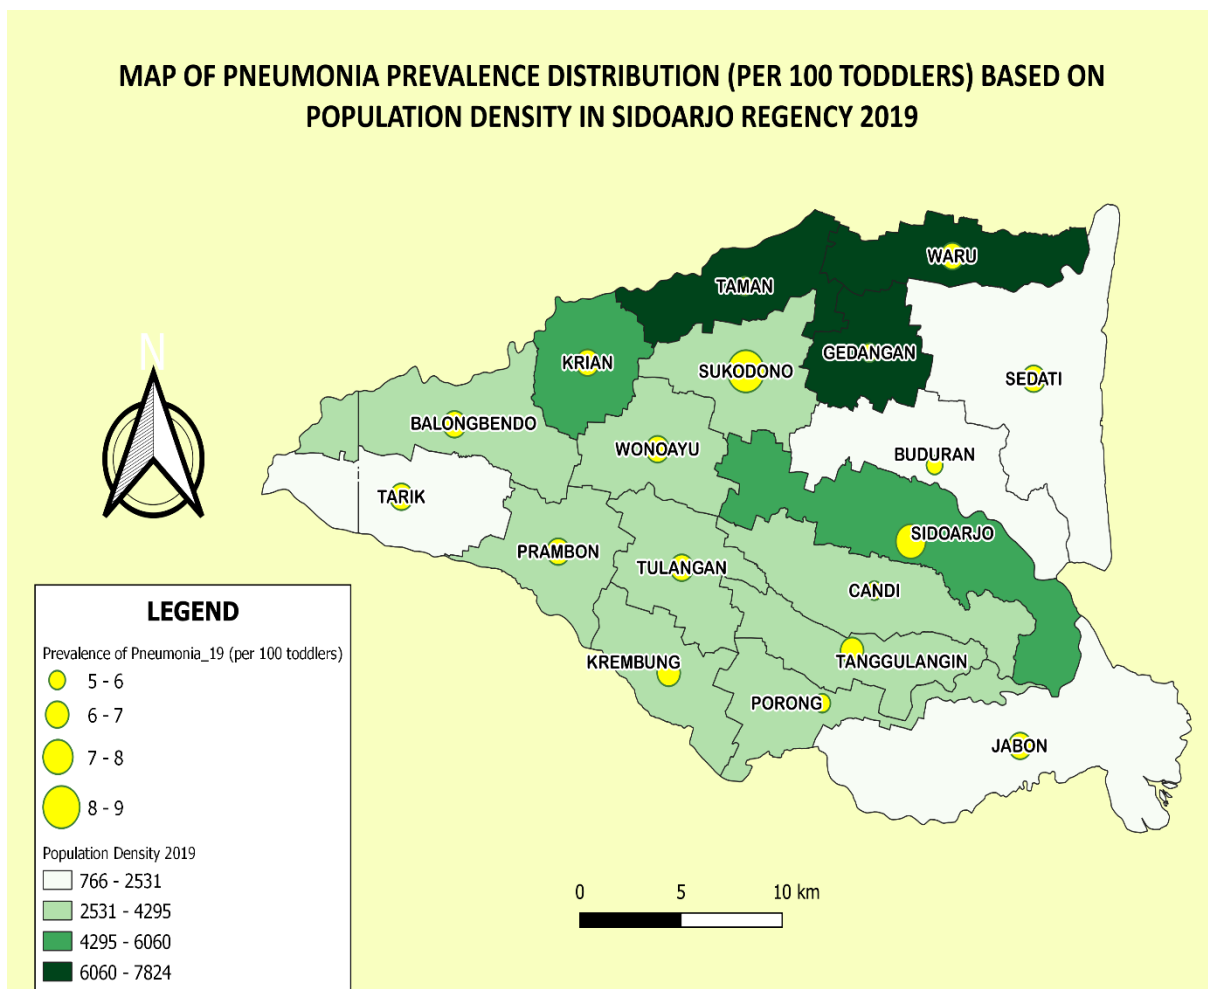 MAP OF PNEUMONIA PREVALENCE DISTRIBUTION (PER 100 TODDLERS) BASED ON
POPULATION DENSITY IN SIDOARJO REGENCY 2019
N
WARU
TAMAN
GEDANGAN
KRIAN
SUKODONO
SEDATI
BALONGBENDO
WONOAYU
BUDURAN
TARIK
SIDOARJO
PRAMBON
TULANGAN
CANDI
KREMBUNG
TANGGULANGIN
PORONG
JABON
LEGEND
Prevalence of Pneumonia_19 (per 100 toddlers)
5 - 6
6 - 7
7 - 8
8 - 9
Population Density 2019
766 - 2531
2531 - 4295
4295 - 6060
6060 - 7824
0 5 10 km